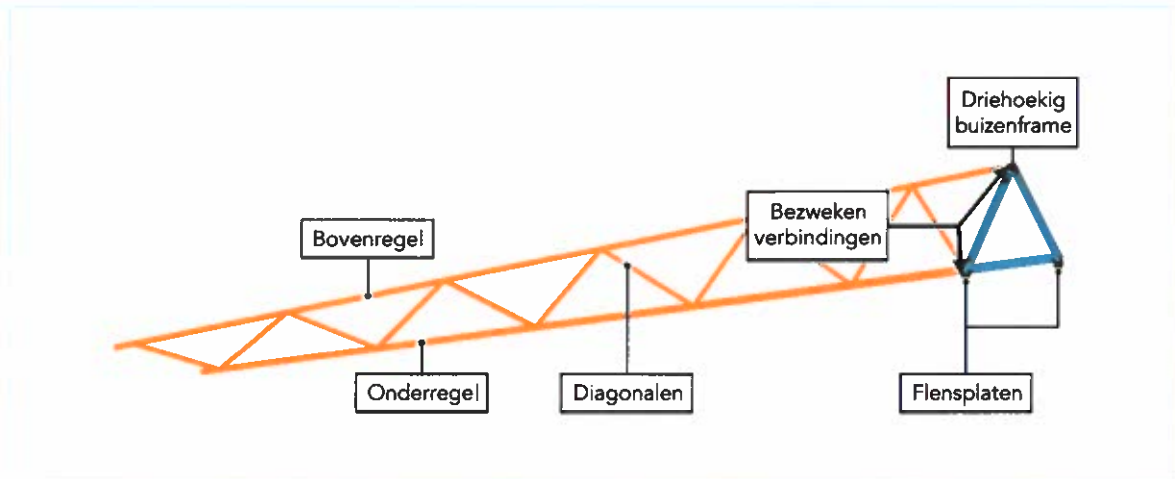 Driehoekig
buizenframe
Bezweken
verbindingen
Bovenregel
Onderregel
Diagonalen
Flensplaten